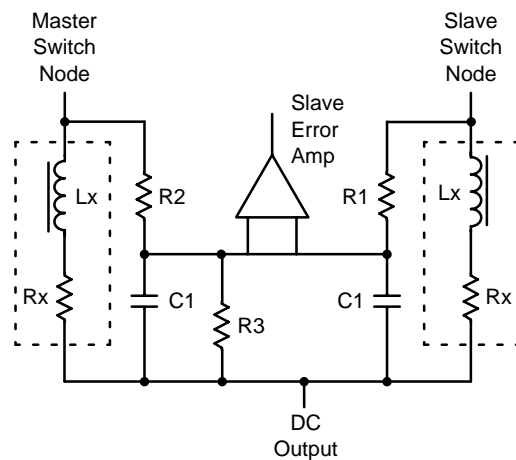 Master
Switch
Node
Slave
Switch
Node
Slave
Error
Amp
Lx
R2
R1
Lx
Rx
C1
R3
C1
Rx
DC
Output